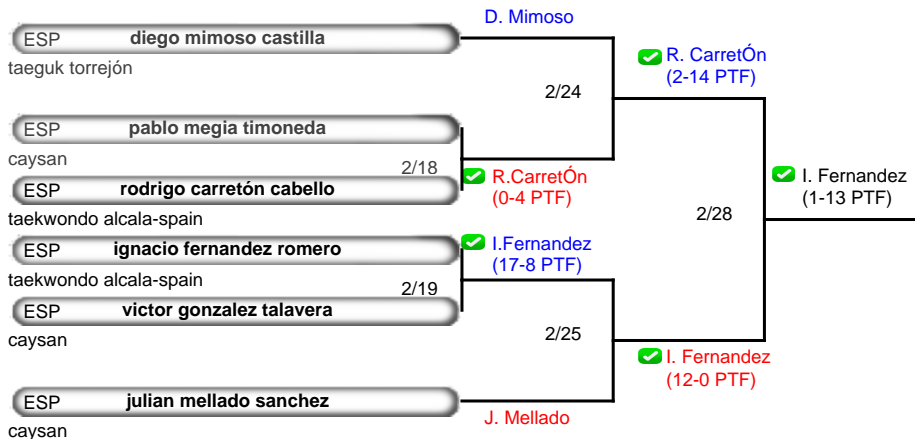 D. Mimoso
ESP diego mimoso castilla
taeguk torrejón
R. CarretÓn
(2-14 PTF)
2/24
ESP pablo megia timoneda
caysan
2/18
R.CarretÓn
(0-4 PTF)
ESP rodrigo carretón cabello
taekwondo alcala-spain
I. Fernandez
(1-13 PTF)
2/28
ESP ignacio fernandez romero
taekwondo alcala-spain
I.Fernandez
(17-8 PTF)
2/19
ESP victor gonzalez talavera
caysan
2/25
I. Fernandez
(12-0 PTF)
ESP julian mellado sanchez
caysan
J. Mellado